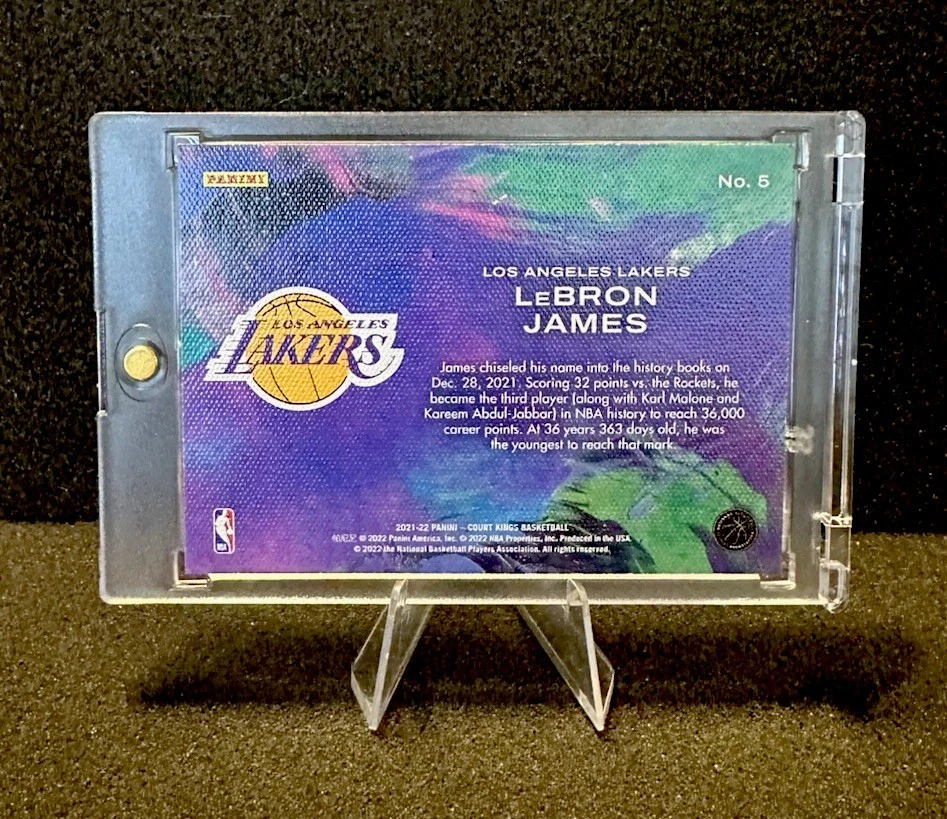 PANINI
No. 5
LOS ANGELES LAKERS
LeBRON
JAMES
LOS ANGELES
LAKERS
James chiseled his name into the history books on
Dec. 28, 2021. Scoring 32 points vs. the Rockets, he
became the third player (along with Karl Malone and
Kareem Abdul-Jabbar) in NBA history to reach 36,000
career points. At 36 years 363 days old, he was
the youngest to reach that mark.
2021-22 PANINI – COURT KINGS BASKETBALL
© 2022 Panini America, Inc. © 2022 NBA Properties, Inc. Produced in the USA.
© 2022 the National Basketball Players Association. All rights reserved.
NBA